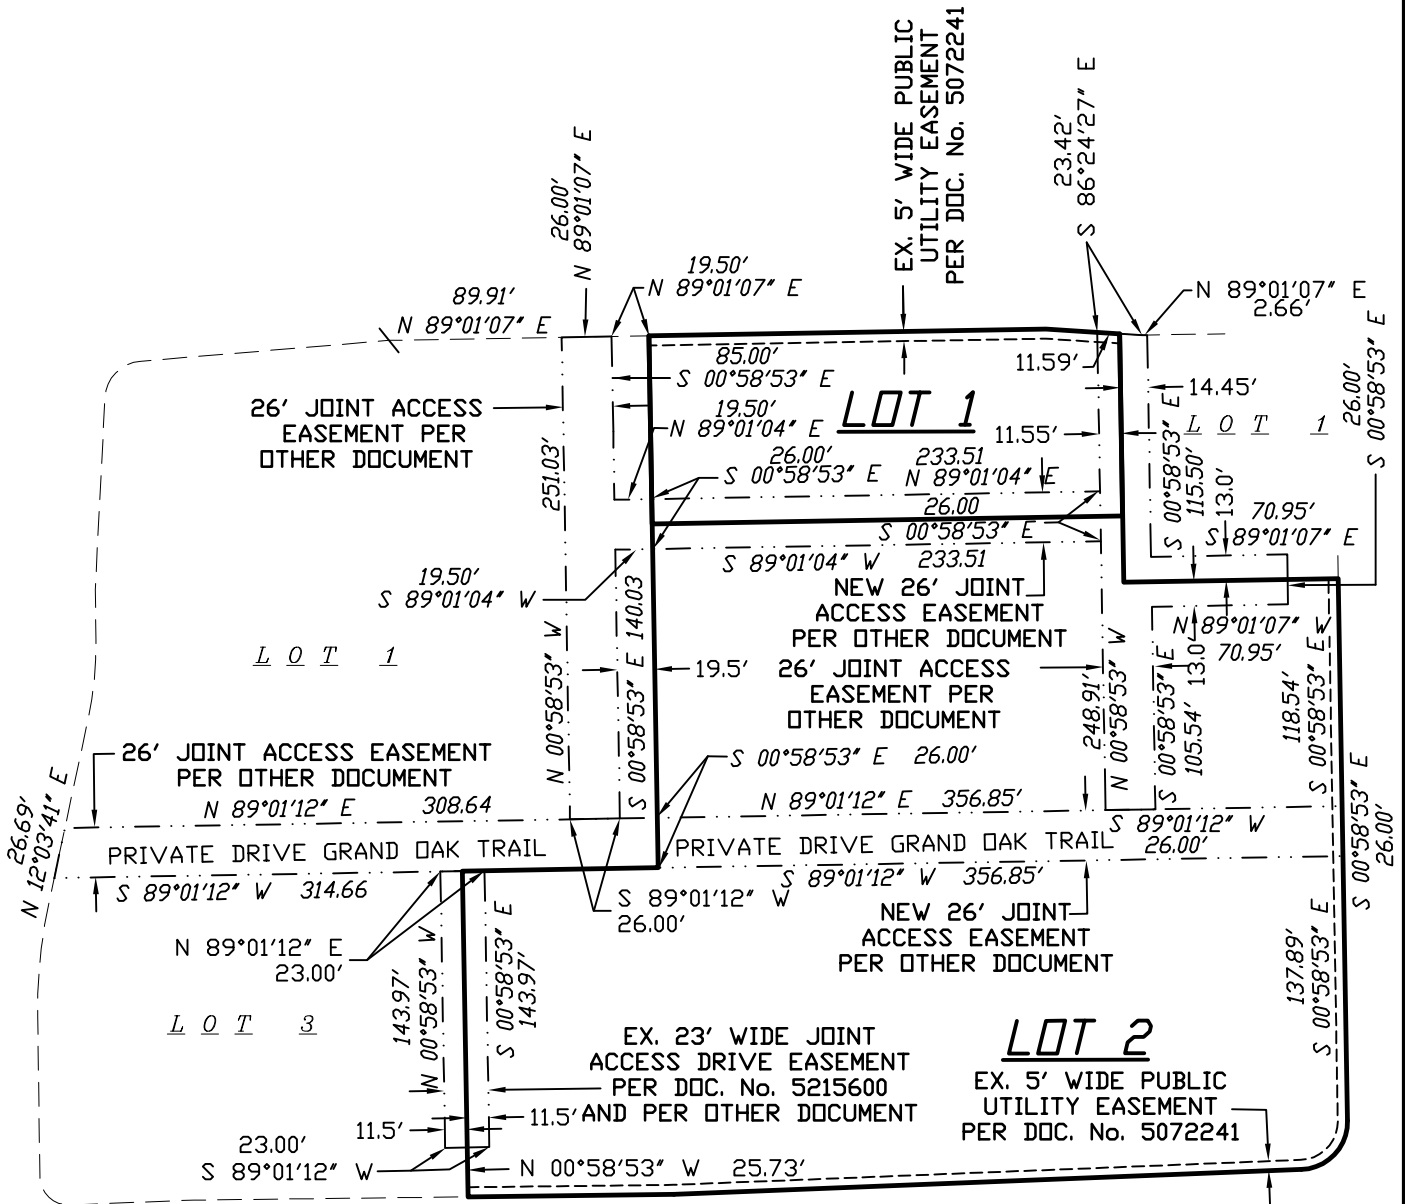 EX. 5' WIDE PUBLIC
UTILITY EASEMENT
PER DOC. No. 5072241
23.42'
S 86°24'27" E
26.00'
N 89°01'07" E
19.50'
N 89°01'07" E
89.91'
N 89°01'07" E
N 89°01'07" E
2.66'
26.00'
S 00°58'53" E
85.00'
S 00°58'53" E
11.59'
14.45'
26' JOINT ACCESS
EASEMENT PER
OTHER DOCUMENT
19.50'
N 89°01'04" E
LOT 1
11.55'
LOT 1
26.00'
S 00°58'53" E
233.51
N 89°01'04" E
S 00°58'53" E
115.50'
13.0'
251.03'
26.00
S 00°58'53" E
70.95'
S 89°01'07" E
S 89°01'04" W 233.51
19.50'
S 89°01'04" W
NEW 26' JOINT
ACCESS EASEMENT
PER OTHER DOCUMENT
N 89°01'07" W
70.95'
LOT 1
N 00°58'53" W
S 00°58'53" E 140.03
19.5'
26' JOINT ACCESS
EASEMENT PER
OTHER DOCUMENT
248.91'
N 00°58'53" W
S 00°58'53" E
105.54'
13.0'
118.54'
S 00°58'53" E
26' JOINT ACCESS EASEMENT
PER OTHER DOCUMENT
S 00°58'53" E 26.00'
26.69'
N 12°03'41" E
N 89°01'12" E 308.64
N 89°01'12" E 356.85'
S 89°01'12" W
26.00'
S 00°58'53" E
26.00'
PRIVATE DRIVE GRAND OAK TRAIL
PRIVATE DRIVE GRAND OAK TRAIL
S 89°01'12" W 314.66
S 89°01'12" W 356.85'
S 89°01'12" W
26.00'
N 89°01'12" E
23.00'
NEW 26' JOINT
ACCESS EASEMENT
PER OTHER DOCUMENT
143.97'
N 00°58'53" W
S 00°58'53" E
143.97'
137.89'
S 00°58'53" E
LOT 3
EX. 23' WIDE JOINT
ACCESS DRIVE EASEMENT
PER DOC. No. 5215600
AND PER OTHER DOCUMENT
LOT 2
EX. 5' WIDE PUBLIC
UTILITY EASEMENT
PER DOC. No. 5072241
11.5'
11.5'
23.00'
S 89°01'12" W
N 00°58'53" W 25.73'